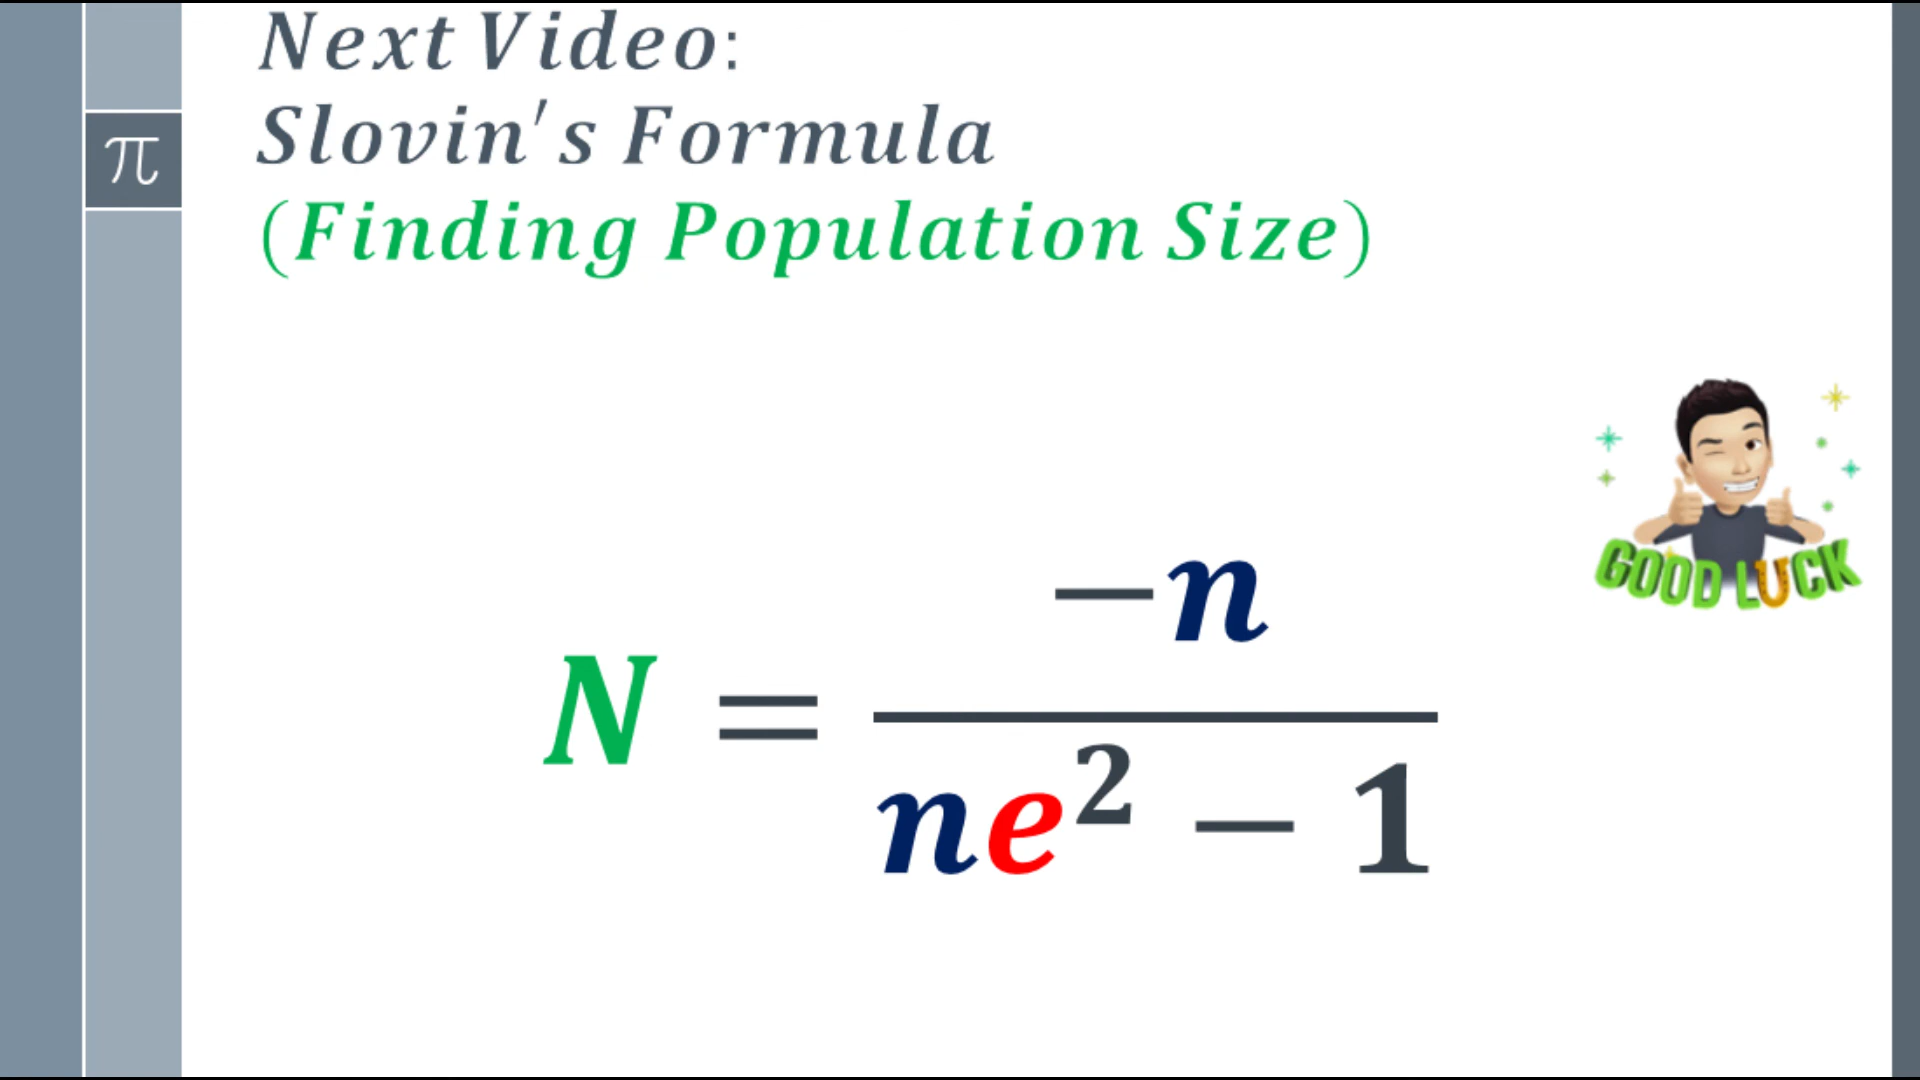 Next Video:
Slovin's Formula
(Finding Population Size)
π
GOOD LUCK
N = -n / ne² − 1